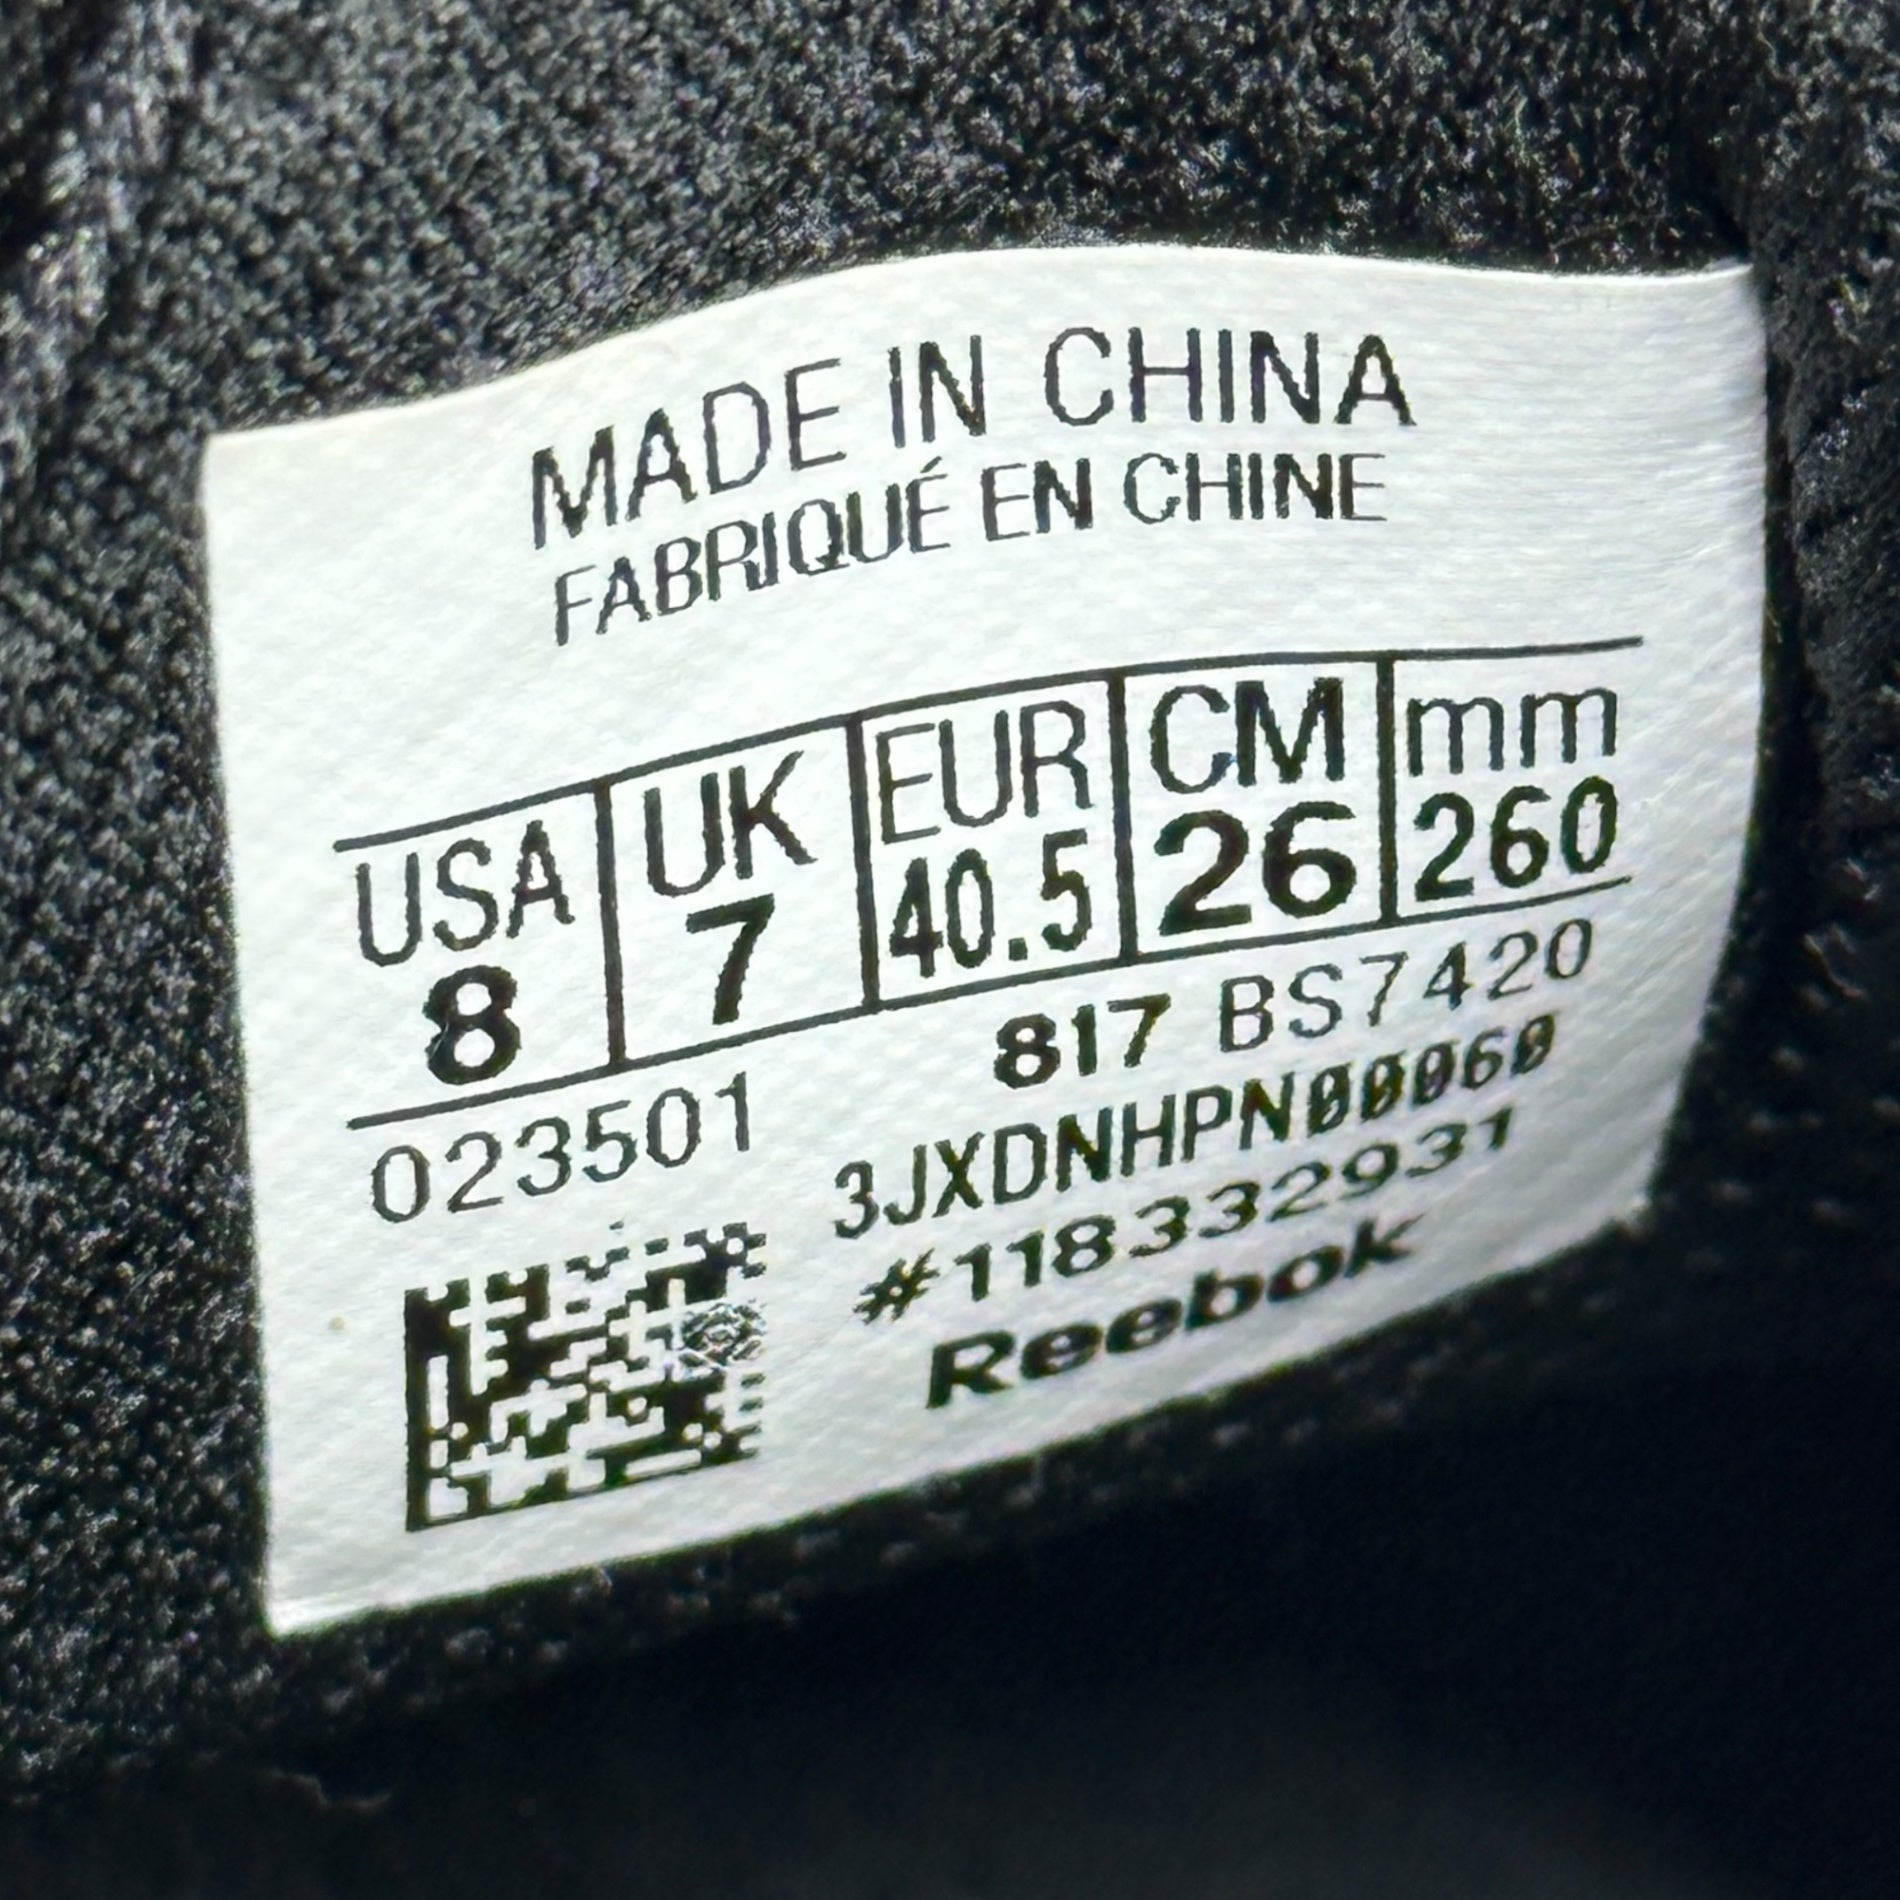 MADE IN CHINA
FABRIQUÉ EN CHINE
USA UK EUR CM mm
8 7 40.5 26 260
023501 817 BS7420
3JXDNHPN00060
#118332931
Reebok